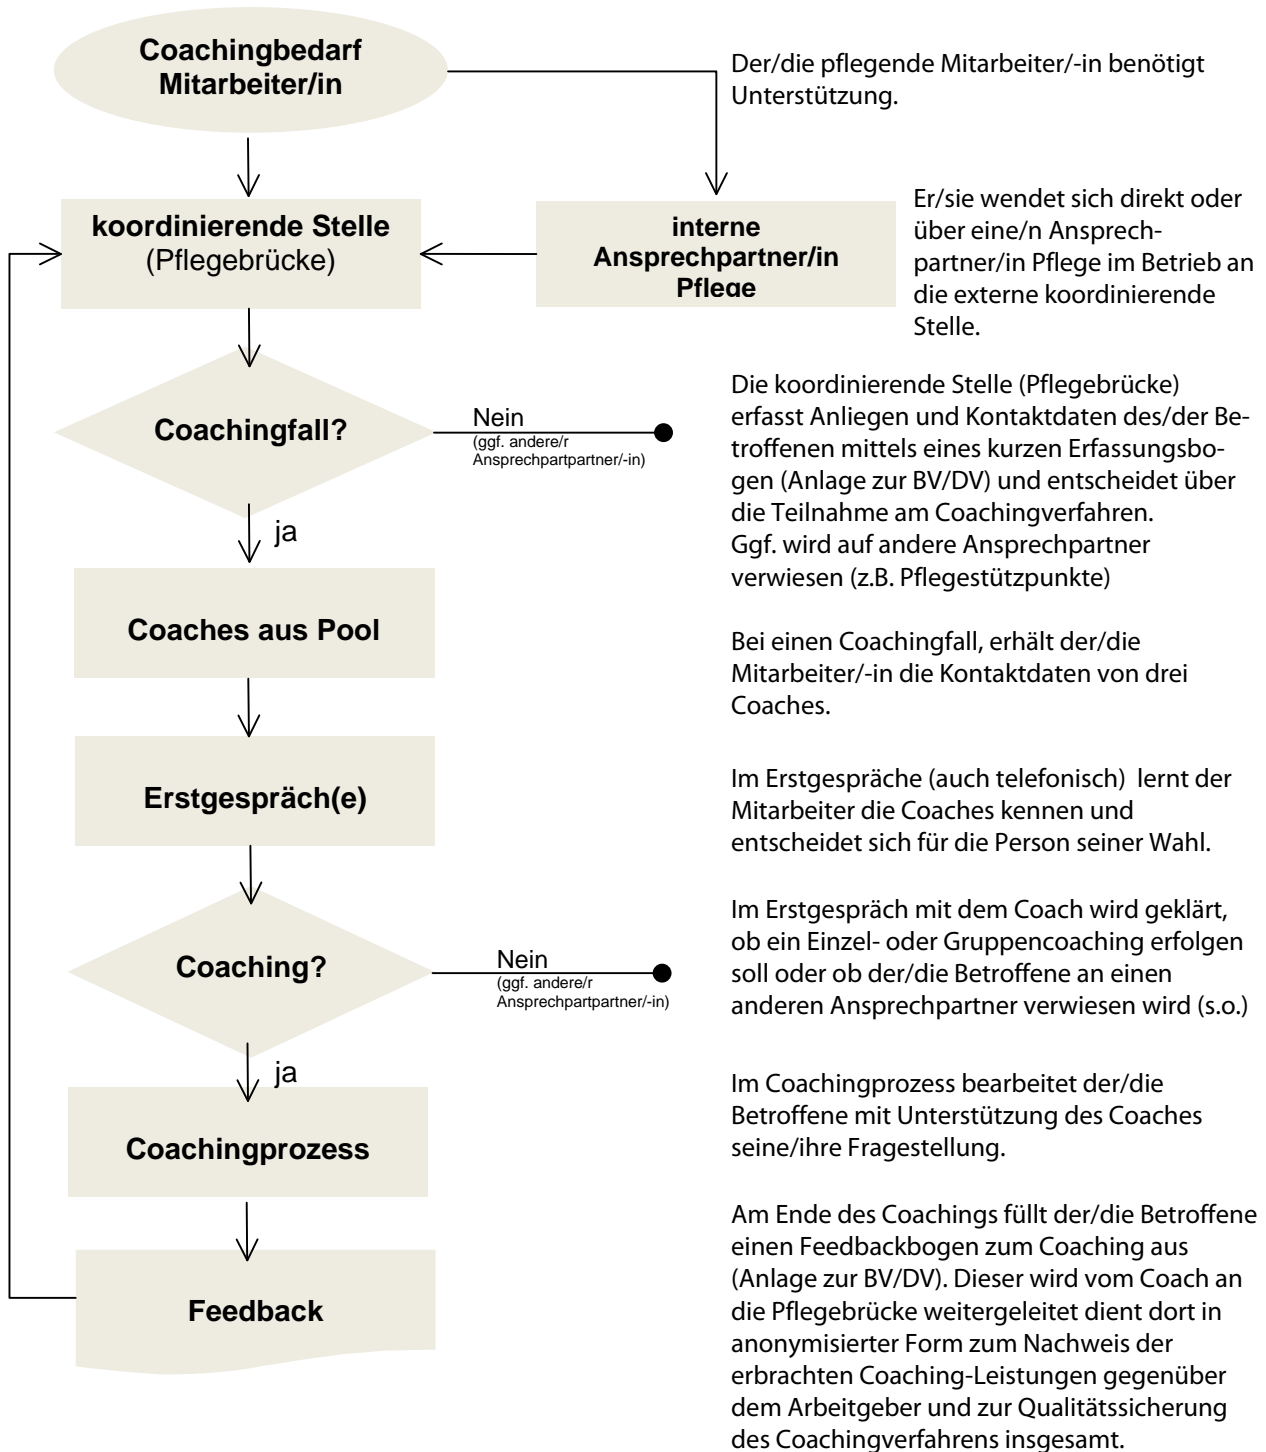 Coachingbedarf
Mitarbeiter/in
Der/die pflegende Mitarbeiter/-in benötigt
Unterstützung.
koordinierende Stelle
(Pflegebrücke)
interne
Ansprechpartner/in
Pflege
Er/sie wendet sich direkt oder
über eine/n Ansprech-
partner/in Pflege im Betrieb an
die externe koordinierende
Stelle.
Coachingfall?
Nein
(ggf. andere/r
Ansprechpartpartner/-in)
ja
Die koordinierende Stelle (Pflegebrücke)
erfasst Anliegen und Kontaktdaten des/der Be-
troffenen mittels eines kurzen Erfassungsbo-
gen (Anlage zur BV/DV) und entscheidet über
die Teilnahme am Coachingverfahren.
Ggf. wird auf andere Ansprechpartner
verwiesen (z.B. Pflegestützpunkte)
Coaches aus Pool
Bei einen Coachingfall, erhält der/die
Mitarbeiter/-in die Kontaktdaten von drei
Coaches.
Erstgespräch(e)
Im Erstgespräche (auch telefonisch)  lernt der
Mitarbeiter die Coaches kennen und
entscheidet sich für die Person seiner Wahl.
Coaching?
Nein
(ggf. andere/r
Ansprechpartpartner/-in)
ja
Im Erstgespräch mit dem Coach wird geklärt,
ob ein Einzel- oder Gruppencoaching erfolgen
soll oder ob der/die Betroffene an einen
anderen Ansprechpartner verwiesen wird (s.o.)
Coachingprozess
Im Coachingprozess bearbeitet der/die
Betroffene mit Unterstützung des Coaches
seine/ihre Fragestellung.
Feedback
Am Ende des Coachings füllt der/die Betroffene
einen Feedbackbogen zum Coaching aus
(Anlage zur BV/DV). Dieser wird vom Coach an
die Pflegebrücke weitergeleitet dient dort in
anonymisierter Form zum Nachweis der
erbrachten Coaching-Leistungen gegenüber
dem Arbeitgeber und zur Qualitätssicherung
des Coachingverfahrens insgesamt.